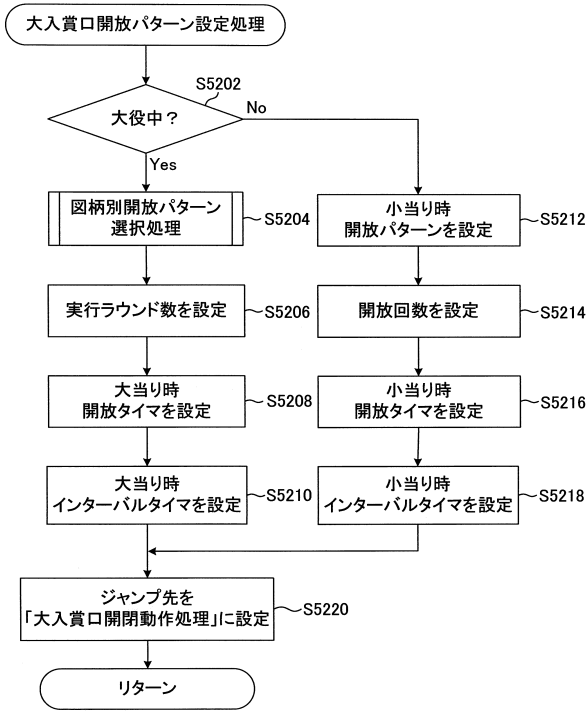 大入賞口開放パターン設定処理
S5202
大役中？
No
Yes
図柄別開放パターン
選択処理
S5204
小当り時
開放パターンを設定
S5212
実行ラウンド数を設定
S5206
開放回数を設定
S5214
大当り時
開放タイマを設定
S5208
小当り時
開放タイマを設定
S5216
大当り時
インターバルタイマを設定
S5210
小当り時
インターバルタイマを設定
S5218
ジャンプ先を
「大入賞口開閉動作処理」に設定
S5220
リターン